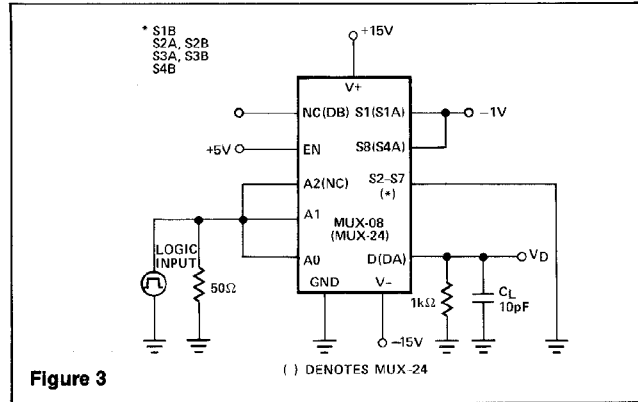 * S1B
S2A, S2B
S3A, S3B
S4B
+15V
V+
NC(DB)
S1(S1A)
-1V
+5V
EN
S8(S4A)
A2(NC)
S2-S7
(*)
A1
MUX-08
(MUX-24)
LOGIC
INPUT
A0
D(DA)
VD
50Ω
GND
V-
1kΩ
CL
10pF
-15V
( ) DENOTES MUX-24
Figure 3